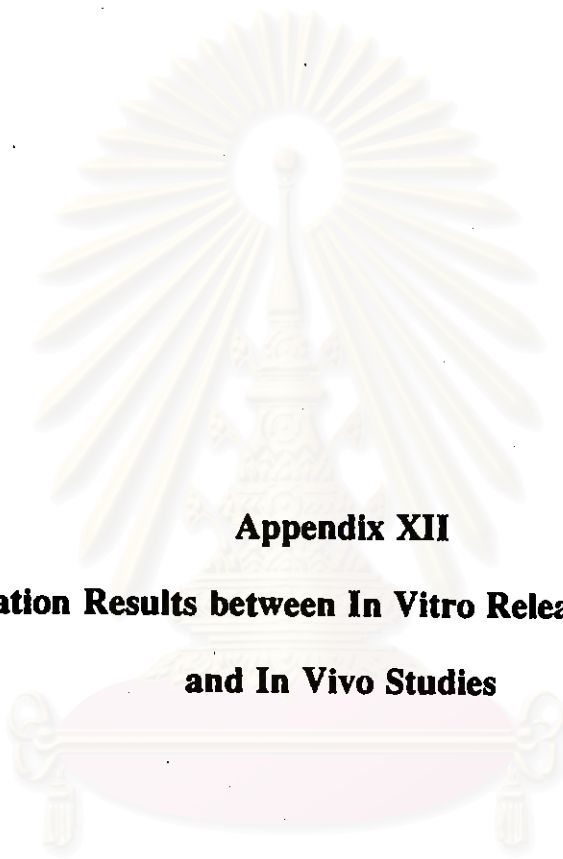 Appendix XII
ation Results between In Vitro Relea
and In Vivo Studies